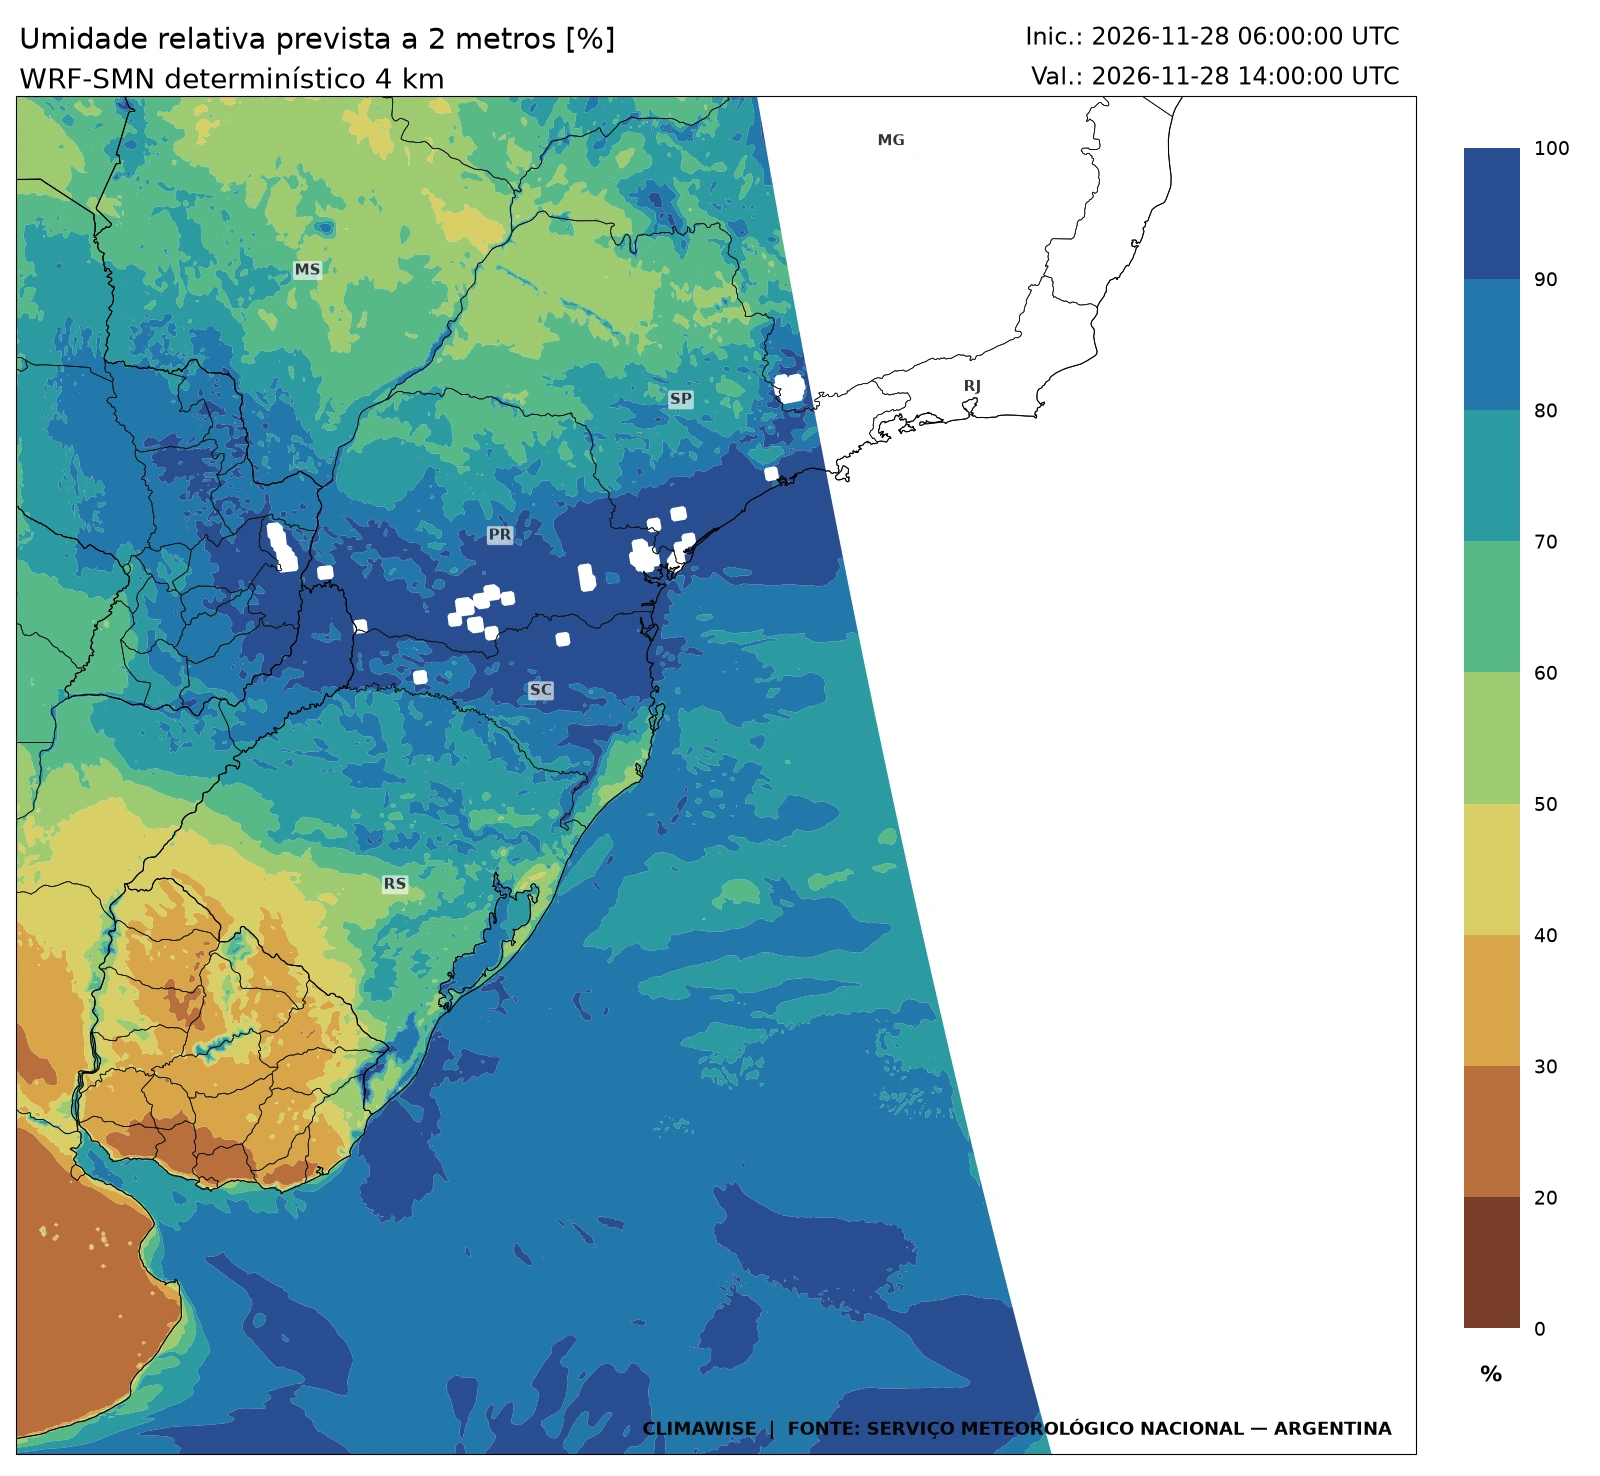 Umidade relativa prevista a 2 metros [%]
WRF-SMN determinístico 4 km
Inic.: 2026-11-28 06:00:00 UTC
Val.: 2026-11-28 14:00:00 UTC
MG
MS
RJ
SP
PR
SC
RS
100
90
80
70
60
50
40
30
20
0
%
CLIMAWISE | FONTE: SERVIÇO METEOROLÓGICO NACIONAL — ARGENTINA